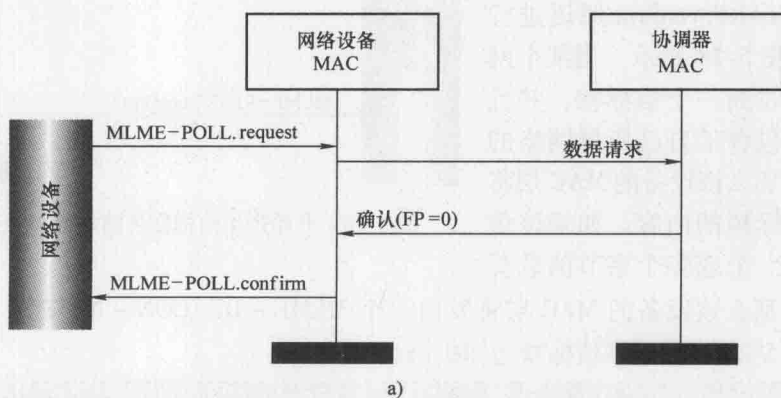 网络设备
MAC
协调器
MAC
MLME-POLL.request
数据请求
网络设备
确认(FP=0)
MLME-POLL.confirm
a)